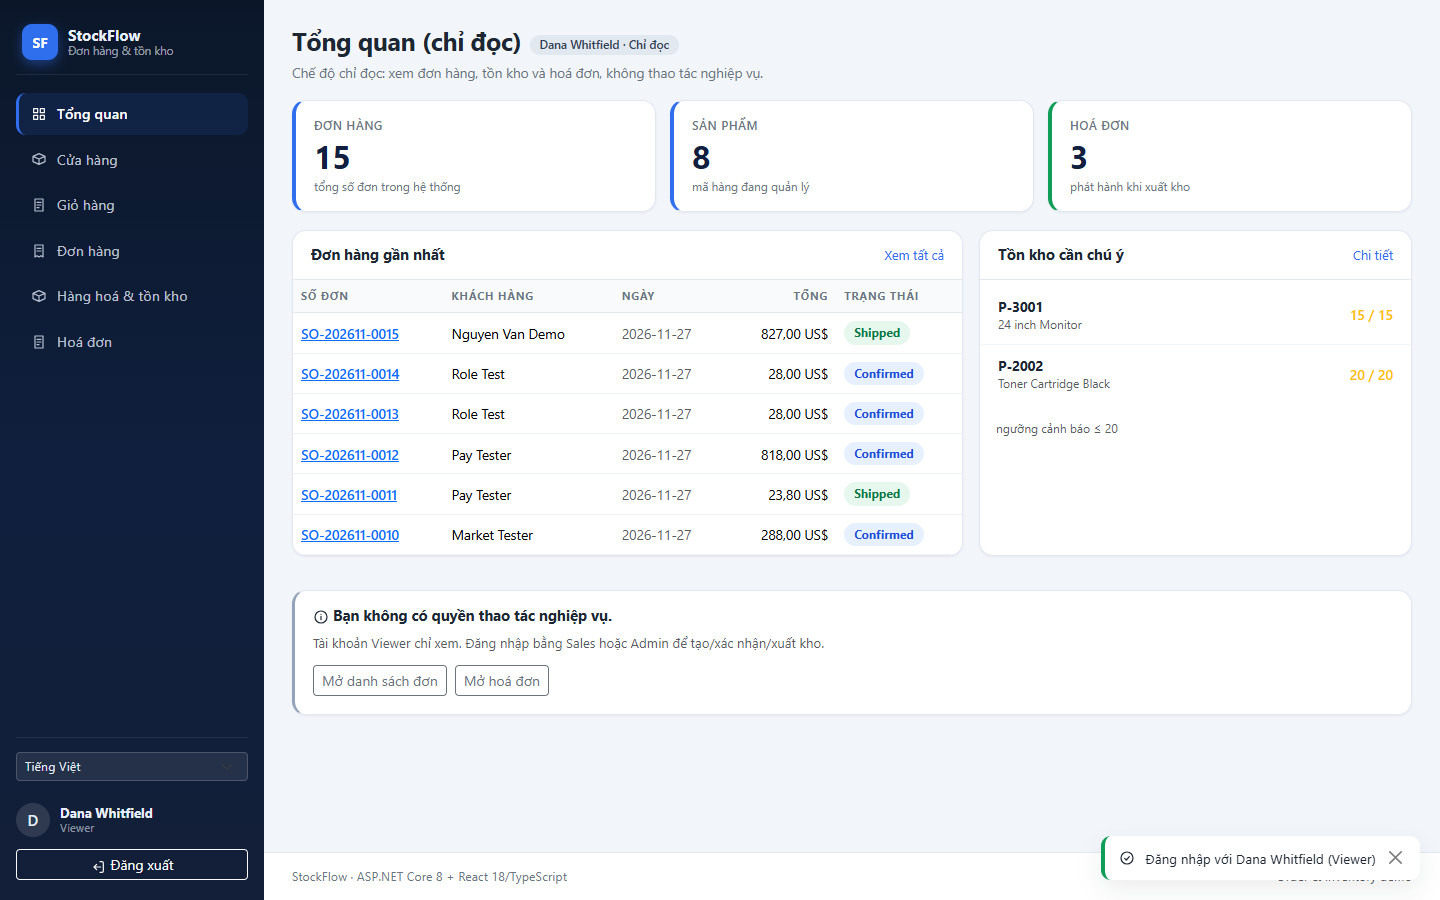 SF
StockFlow
Đơn hàng & tồn kho
Tổng quan
Cửa hàng
Giỏ hàng
Đơn hàng
Hàng hoá & tồn kho
Hoá đơn
Tiếng Việt
D
Dana Whitfield
Viewer
Đăng xuất
Tổng quan (chỉ đọc)
Dana Whitfield · Chỉ đọc
Chế độ chỉ đọc: xem đơn hàng, tồn kho và hoá đơn, không thao tác nghiệp vụ.
ĐƠN HÀNG
15
tổng số đơn trong hệ thống
SẢN PHẨM
8
mã hàng đang quản lý
HOÁ ĐƠN
3
phát hành khi xuất kho
Đơn hàng gần nhất
Xem tất cả
SỐ ĐƠN KHÁCH HÀNG NGÀY TỔNG TRẠNG THÁI
SO-202611-0015 Nguyen Van Demo 2026-11-27 827,00 US$ Shipped
SO-202611-0014 Role Test 2026-11-27 28,00 US$ Confirmed
SO-202611-0013 Role Test 2026-11-27 28,00 US$ Confirmed
SO-202611-0012 Pay Tester 2026-11-27 818,00 US$ Confirmed
SO-202611-0011 Pay Tester 2026-11-27 23,80 US$ Shipped
SO-202611-0010 Market Tester 2026-11-27 288,00 US$ Confirmed
Tồn kho cần chú ý
Chi tiết
P-3001
24 inch Monitor
15 / 15
P-2002
Toner Cartridge Black
20 / 20
ngưỡng cảnh báo ≤ 20
Bạn không có quyền thao tác nghiệp vụ.
Tài khoản Viewer chỉ xem. Đăng nhập bằng Sales hoặc Admin để tạo/xác nhận/xuất kho.
Mở danh sách đơn
Mở hoá đơn
StockFlow · ASP.NET Core 8 + React 18/TypeScript
Đăng nhập với Dana Whitfield (Viewer)